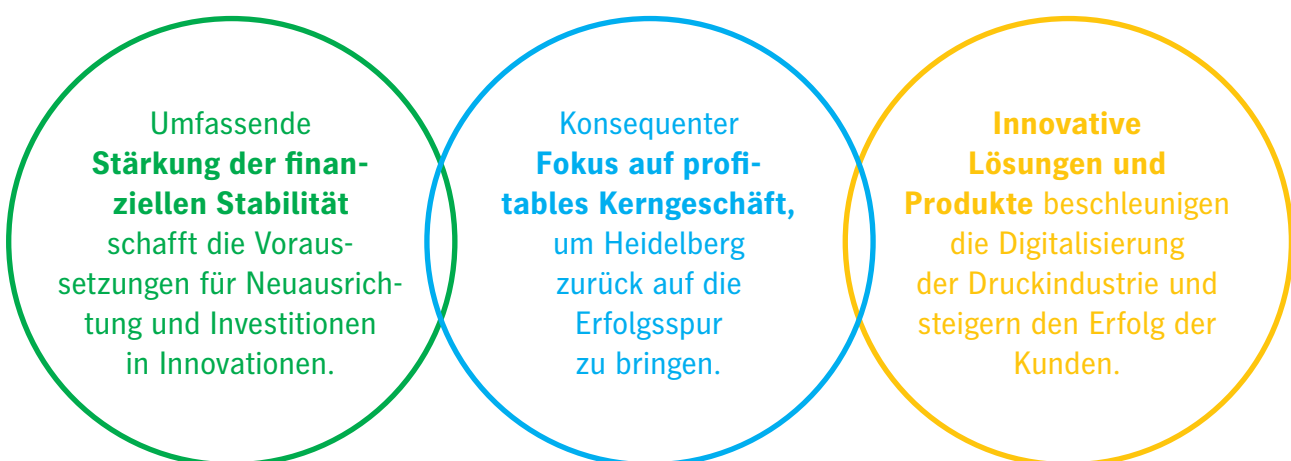 Umfassende
Stärkung der finan-
ziellen Stabilität
schafft die Voraus-
setzungen für Neuausrich-
tung und Investitionen
in Innovationen.
Konsequenter
Fokus auf profi-
tables Kerngeschäft,
um Heidelberg
zurück auf die
Erfolgsspur
zu bringen.
Innovative
Lösungen und
Produkte beschleunigen
die Digitalisierung
der Druckindustrie und
steigern den Erfolg der
Kunden.